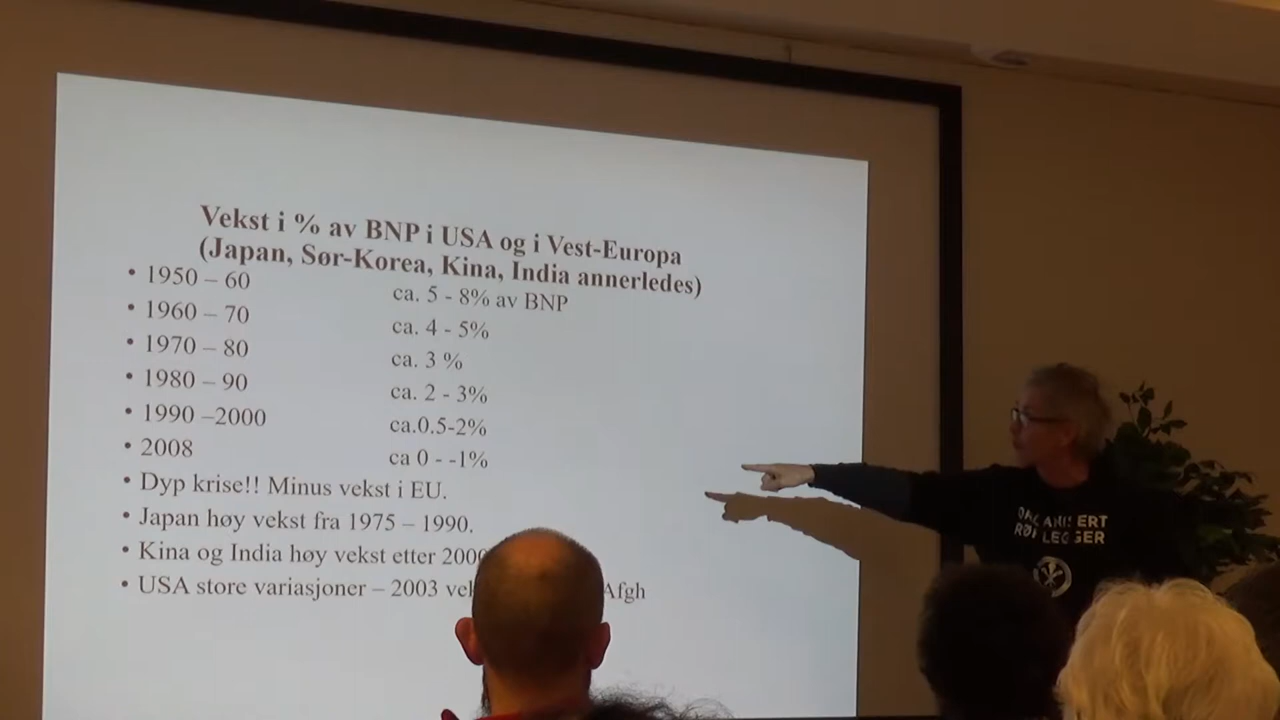 Vekst i % av BNP i USA og i Vest-Europa
(Japan, Sør-Korea, Kina, India annerledes)
• 1950 – 60 ca. 5 - 8% av BNP
• 1960 – 70 ca. 4 - 5%
• 1970 – 80 ca. 3 %
• 1980 – 90 ca. 2 - 3%
• 1990 –2000 ca.0.5-2%
• 2008 ca 0 - -1%
• Dyp krise!! Minus vekst i EU.
• Japan høy vekst fra 1975 – 1990.
• Kina og India høy vekst etter 2000
• USA store variasjoner – 2003 Afgh
ORGANISERT
RØRLEGGER